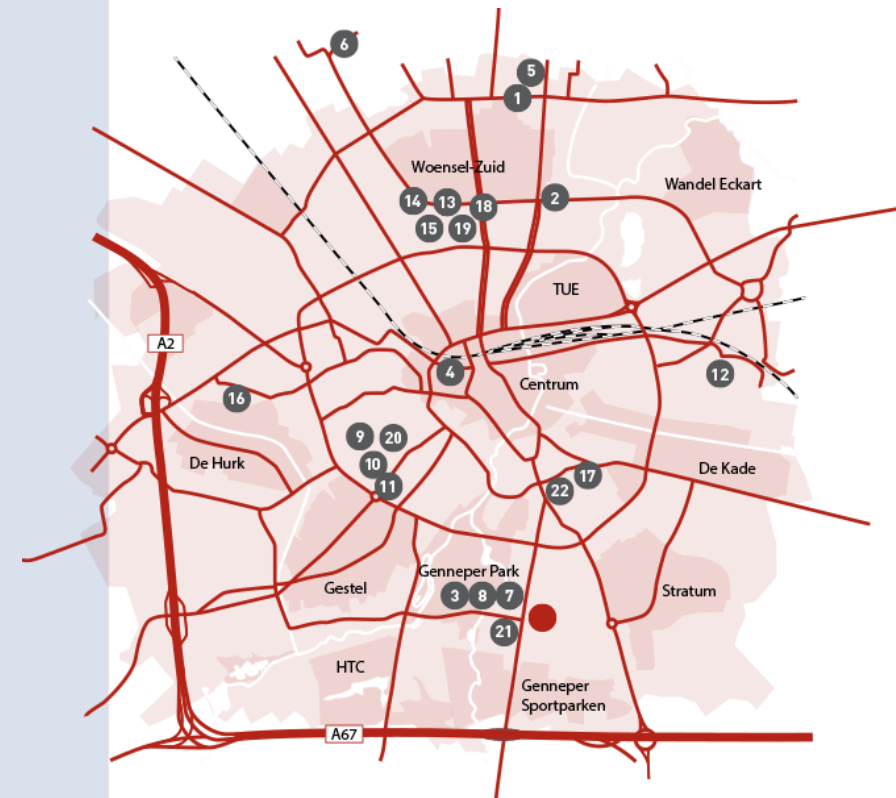 6
5
1
Woensel-Zuid
Wandel Eckart
14
13
18
2
15
19
TUE
A2
4
Centrum
12
16
9
20
10
11
De Hurk
17
22
De Kade
Genneper Park
Gestel
3
8
7
Stratum
21
HTC
Genneper
Sportparken
A67